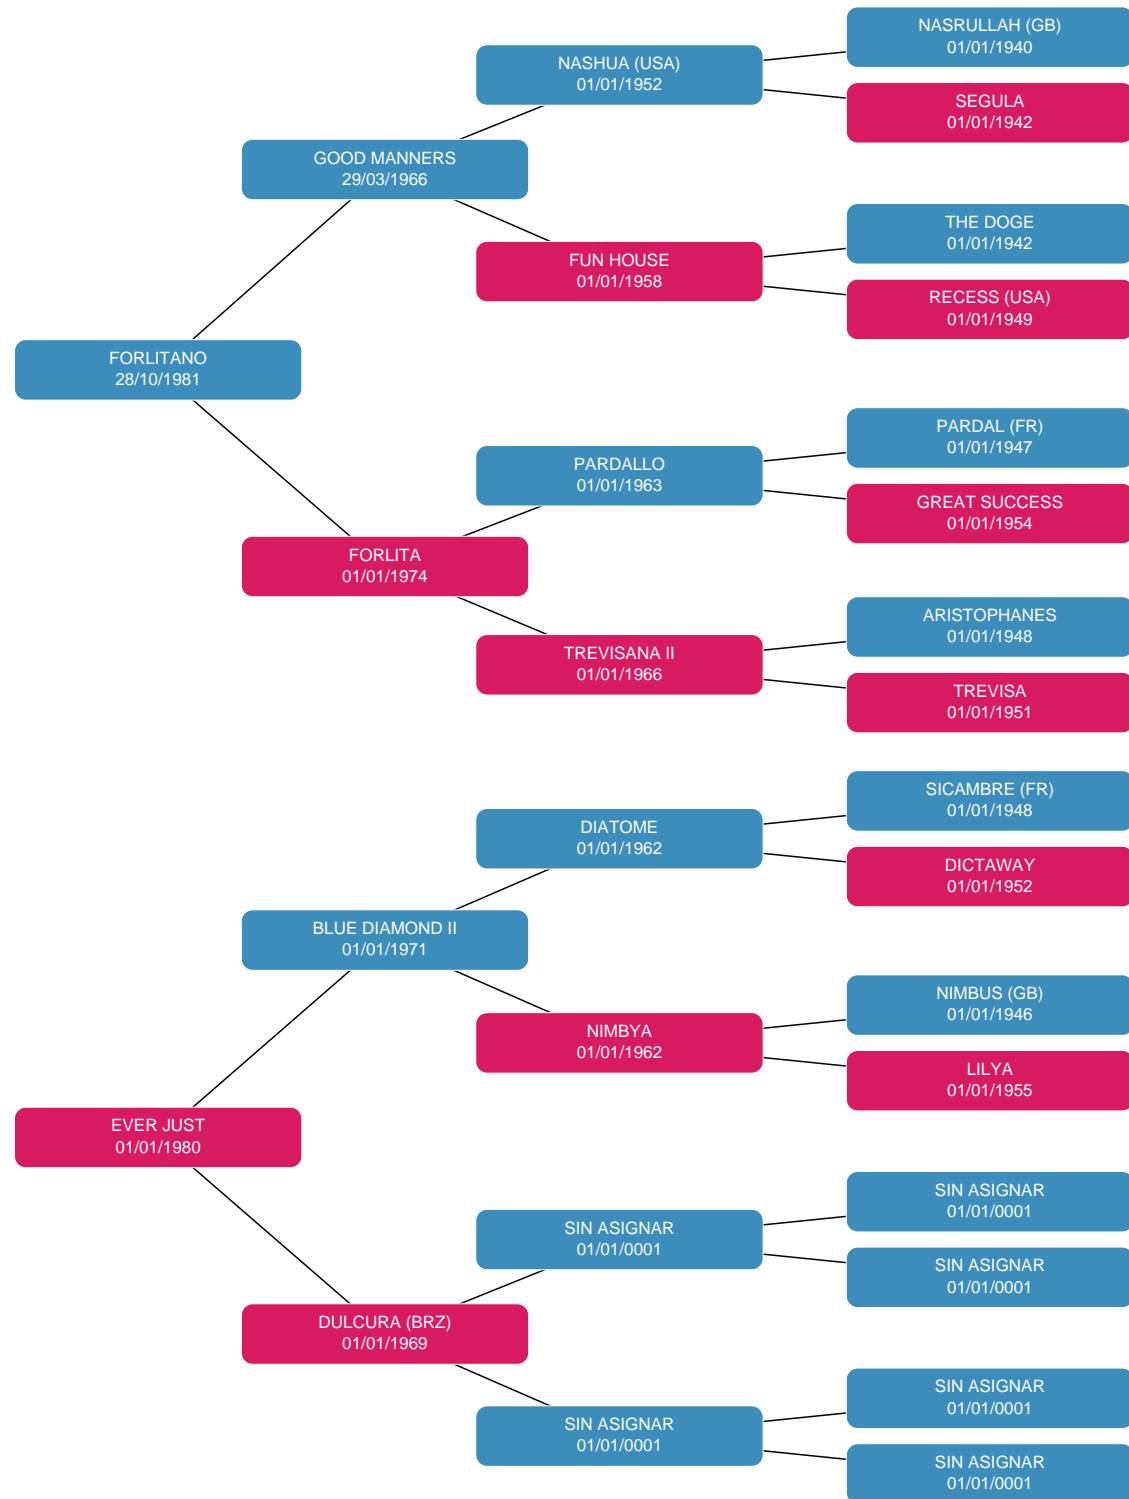 NASRULLAH (GB)
01/01/1940
NASHUA (USA)
01/01/1952
SEGULA
01/01/1942
GOOD MANNERS
29/03/1966
THE DOGE
01/01/1942
FUN HOUSE
01/01/1958
RECESS (USA)
01/01/1949
FORLITANO
28/10/1981
PARDAL (FR)
01/01/1947
PARDALLO
01/01/1963
GREAT SUCCESS
01/01/1954
FORLITA
01/01/1974
ARISTOPHANES
01/01/1948
TREVISANA II
01/01/1966
TREVISA
01/01/1951
SICAMBRE (FR)
01/01/1948
DIATOME
01/01/1962
DICTAWAY
01/01/1952
BLUE DIAMOND II
01/01/1971
NIMBUS (GB)
01/01/1946
NIMBYA
01/01/1962
LILYA
01/01/1955
EVER JUST
01/01/1980
SIN ASIGNAR
01/01/0001
SIN ASIGNAR
01/01/0001
SIN ASIGNAR
01/01/0001
DULCURA (BRZ)
01/01/1969
SIN ASIGNAR
01/01/0001
SIN ASIGNAR
01/01/0001
SIN ASIGNAR
01/01/0001